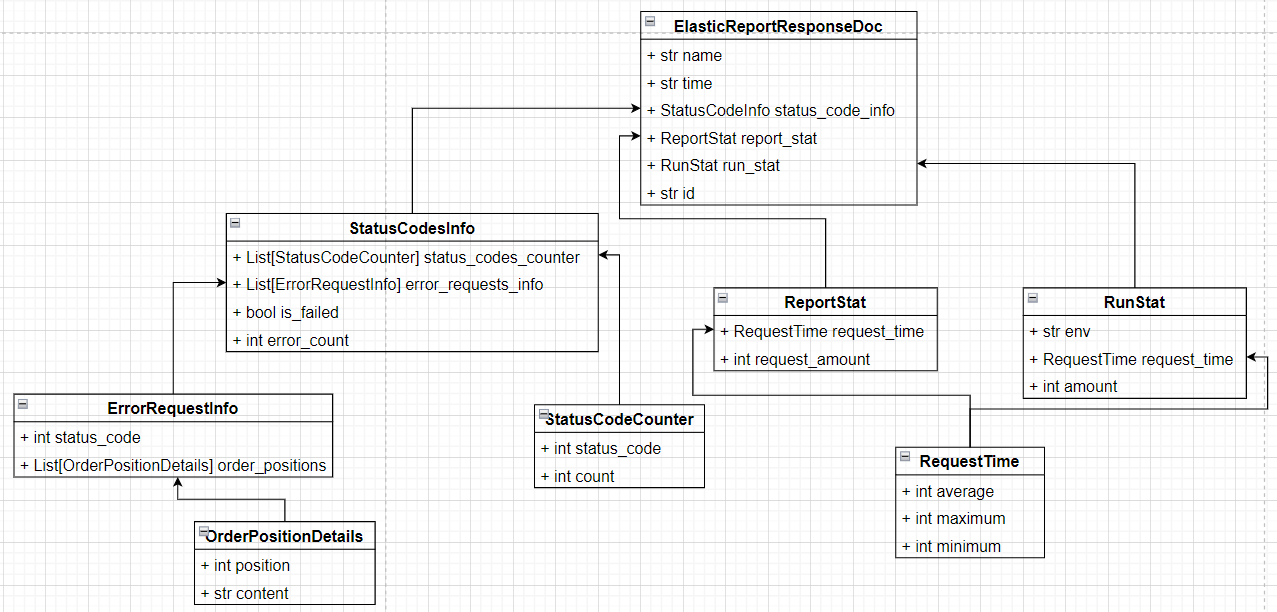 ElasticReportResponseDoc
+ str name
+ str time
+ StatusCodeInfo status_code_info
+ ReportStat report_stat
+ RunStat run_stat
+ str id
StatusCodesInfo
+ List[StatusCodeCounter] status_codes_counter
+ List[ErrorRequestInfo] error_requests_info
+ bool is_failed
+ int error_count
ReportStat
+ RequestTime request_time
+ int request_amount
RunStat
+ str env
+ RequestTime request_time
+ int amount
ErrorRequestInfo
+ int status_code
+ List[OrderPositionDetails] order_positions
StatusCodeCounter
+ int status_code
+ int count
RequestTime
+ int average
+ int maximum
+ int minimum
OrderPositionDetails
+ int position
+ str content